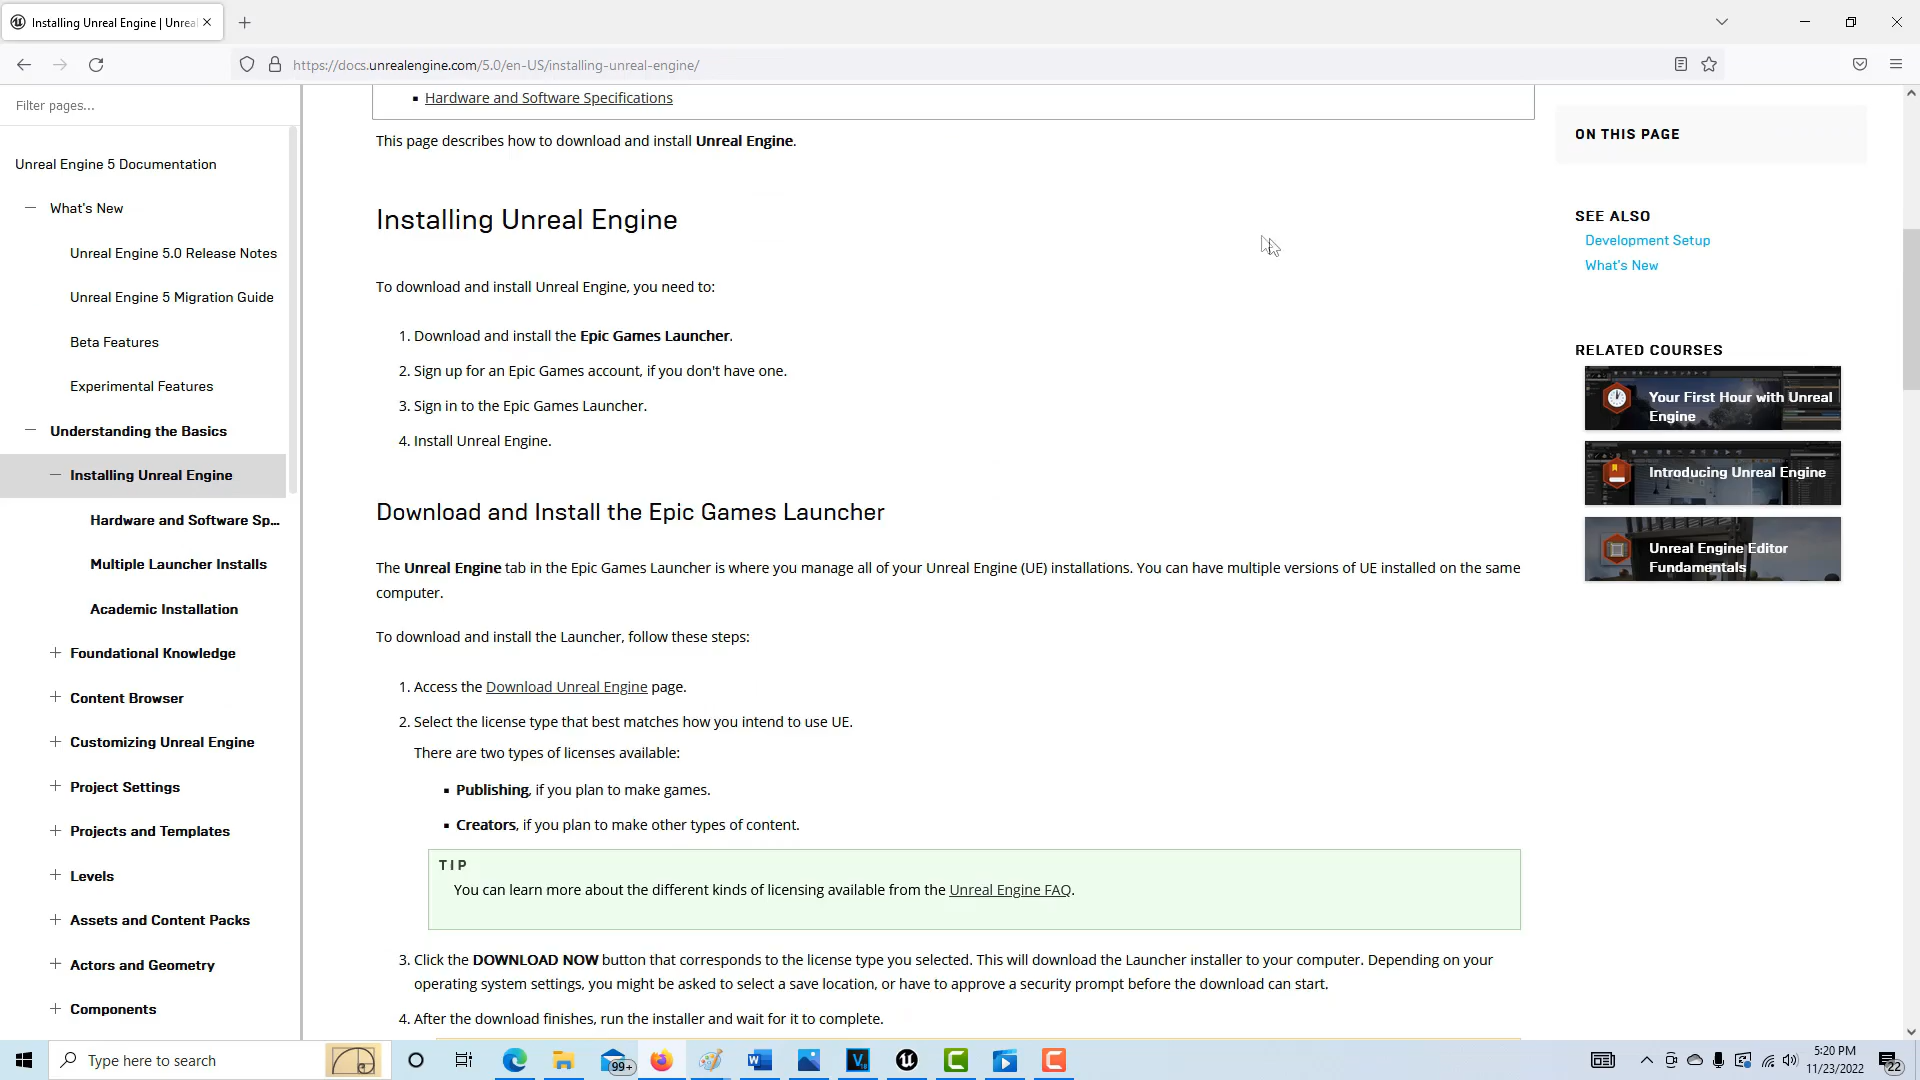 Installing Unreal Engine | Unrea
https://docs.unrealengine.com/5.0/en-US/installing-unreal-engine/
Filter pages...
Unreal Engine 5 Documentation
What's New
Unreal Engine 5.0 Release Notes
Unreal Engine 5 Migration Guide
Beta Features
Experimental Features
Understanding the Basics
Installing Unreal Engine
Hardware and Software Sp...
Multiple Launcher Installs
Academic Installation
Foundational Knowledge
Content Browser
Customizing Unreal Engine
Project Settings
Projects and Templates
Levels
Assets and Content Packs
Actors and Geometry
Components
Hardware and Software Specifications
This page describes how to download and install Unreal Engine.
Installing Unreal Engine
To download and install Unreal Engine, you need to:
1. Download and install the Epic Games Launcher.
2. Sign up for an Epic Games account, if you don't have one.
3. Sign in to the Epic Games Launcher.
4. Install Unreal Engine.
Download and Install the Epic Games Launcher
The Unreal Engine tab in the Epic Games Launcher is where you manage all of your Unreal Engine (UE) installations. You can have multiple versions of UE installed on the same
computer.
To download and install the Launcher, follow these steps:
1. Access the Download Unreal Engine page.
2. Select the license type that best matches how you intend to use UE.
There are two types of licenses available:
Publishing, if you plan to make games.
Creators, if you plan to make other types of content.
TIP
You can learn more about the different kinds of licensing available from the Unreal Engine FAQ.
3. Click the DOWNLOAD NOW button that corresponds to the license type you selected. This will download the Launcher installer to your computer. Depending on your
operating system settings, you might be asked to select a save location, or have to approve a security prompt before the download can start.
4. After the download finishes, run the installer and wait for it to complete.
ON THIS PAGE
SEE ALSO
Development Setup
What's New
RELATED COURSES
Your First Hour with Unreal
Engine
Introducing Unreal Engine
Unreal Engine Editor
Fundamentals
Type here to search
99+
5:20 PM
11/23/2022
22